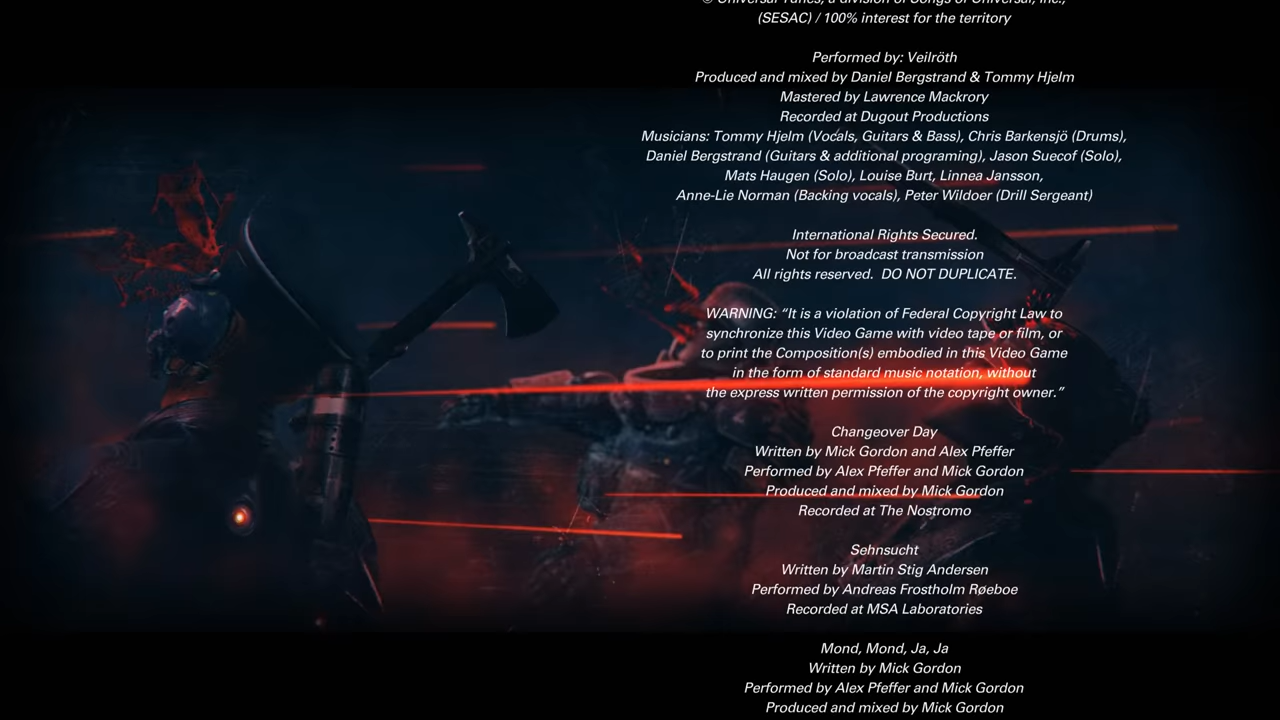 © Universal Tunes, a division of Songs of Universal, Inc.,
(SESAC) / 100% interest for the territory
Performed by: Veilröth
Produced and mixed by Daniel Bergstrand & Tommy Hjelm
Mastered by Lawrence Mackrory
Recorded at Dugout Productions
Musicians: Tommy Hjelm (Vocals, Guitars & Bass), Chris Barkensjö (Drums),
Daniel Bergstrand (Guitars & additional programing), Jason Suecof (Solo),
Mats Haugen (Solo), Louise Burt, Linnea Jansson,
Anne-Lie Norman (Backing vocals), Peter Wildoer (Drill Sergeant)
International Rights Secured.
Not for broadcast transmission
All rights reserved. DO NOT DUPLICATE.
WARNING: “It is a violation of Federal Copyright Law to
synchronize this Video Game with video tape or film, or
to print the Composition(s) embodied in this Video Game
in the form of standard music notation, without
the express written permission of the copyright owner.”
Changeover Day
Written by Mick Gordon and Alex Pfeffer
Performed by Alex Pfeffer and Mick Gordon
Produced and mixed by Mick Gordon
Recorded at The Nostromo
Sehnsucht
Written by Martin Stig Andersen
Performed by Andreas Frostholm Røeboe
Recorded at MSA Laboratories
Mond, Mond, Ja, Ja
Written by Mick Gordon
Performed by Alex Pfeffer and Mick Gordon
Produced and mixed by Mick Gordon